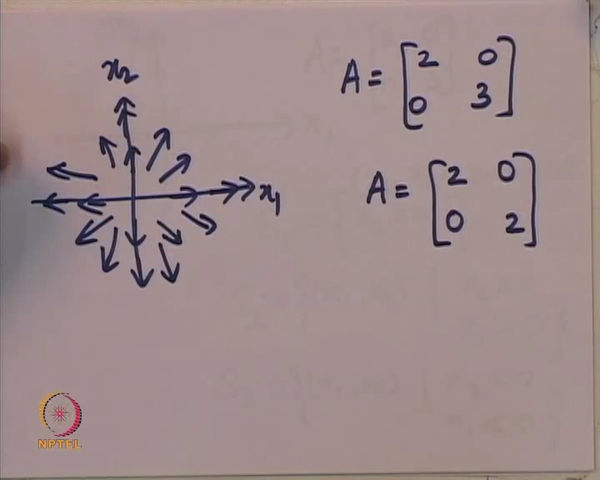 x2
x1
A = [ 2 0
0 3 ]
A = [ 2 0
0 2 ]
NPTEL